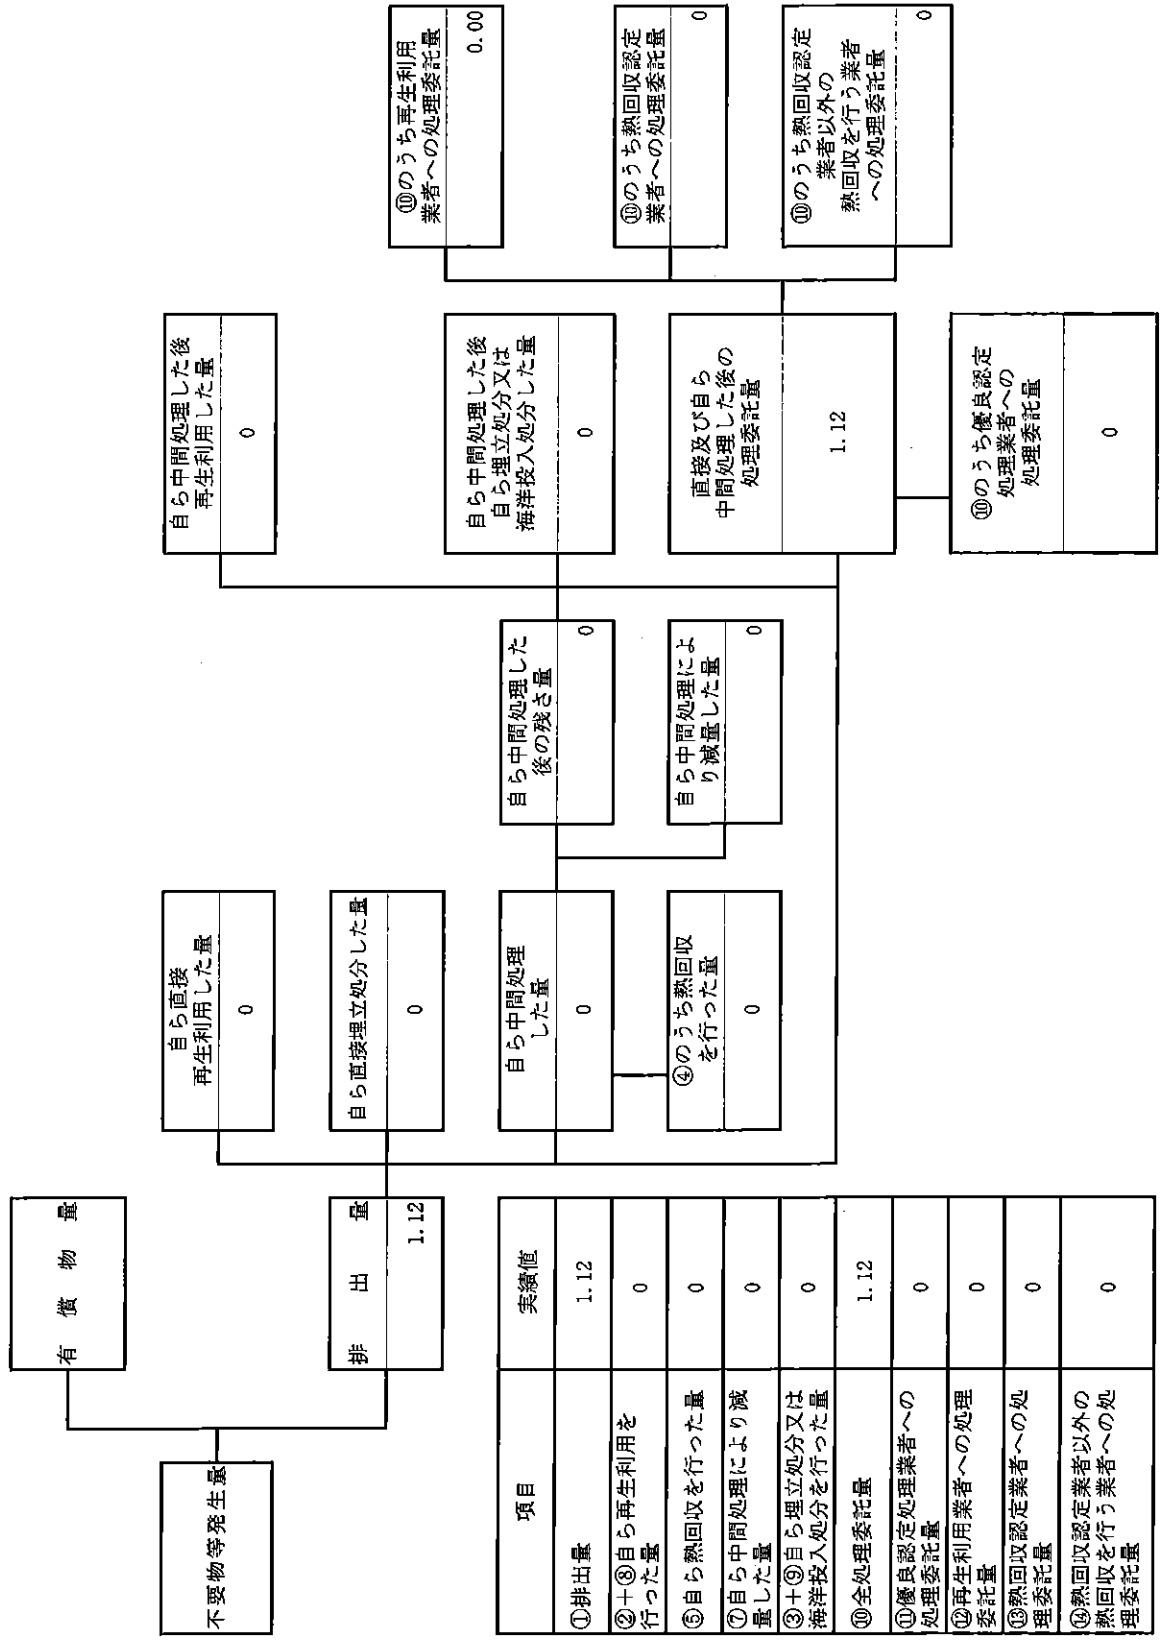 不要物等発生量
有償物量
排出量
1.12
自ら直接
再生利用した量
0
自ら直接埋立処分した量
0
自ら中間処理
した量
0
④のうち熱回収
を行った量
0
自ら中間処理した
後の残さ量
0
自ら中間処理によ
り減量した量
0
自ら中間処理した後
再生利用した量
0
自ら中間処理した後
自ら埋立処分又は
海洋投入処分した量
0
直接及び自ら
中間処理した後の
処理委託量
1.12
⑩のうち優良認定
処理業者への
処理委託量
0
⑩のうち再生利用
業者への処理委託量
0.00
⑩のうち熱回収認定
業者への処理委託量
0
⑩のうち熱回収認定
業者以外の
熱回収を行う業者
への処理委託量
0
項目
実績値
①排出量
1.12
②+⑧自ら再生利用を
行った量
0
⑤自ら熱回収を行った量
0
⑦自ら中間処理により減
量した量
0
③+⑨自ら埋立処分又は
海洋投入処分を行った量
0
⑩全処理委託量
1.12
⑪優良認定処理業者への
処理委託量
0
⑫再生利用業者への処理
委託量
0
⑬熱回収認定業者への処
理委託量
0
⑭熱回収認定業者以外の
熱回収を行う業者への処
理委託量
0